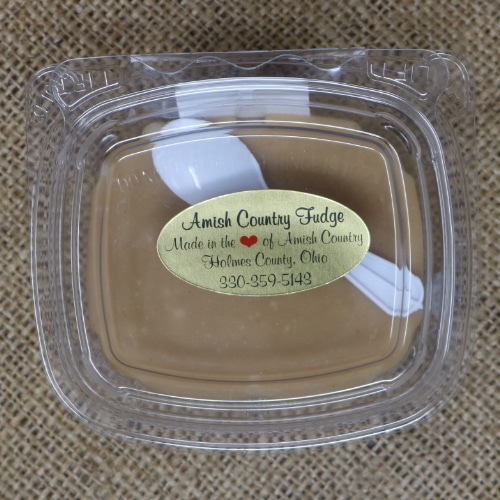 Amish Country Fudge
Made in the ❤ of Amish Country
Holmes County, Ohio
330-359-5143